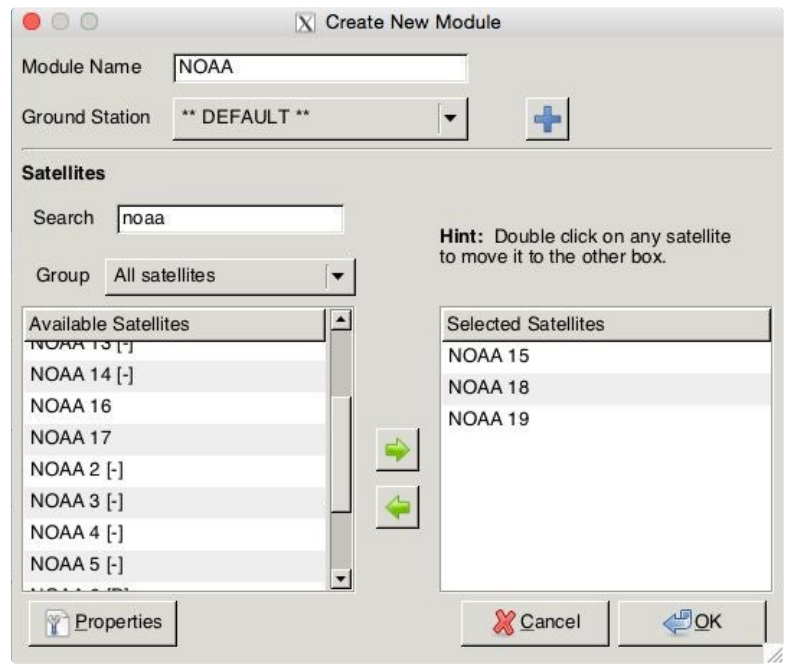 Create New Module
Module Name NOAA
Ground Station ** DEFAULT **
Satellites
Search noaa
Hint: Double click on any satellite
to move it to the other box.
Group All satellites
Available Satellites
NOAA 13 [-]
NOAA 14 [-]
NOAA 16
NOAA 17
NOAA 2 [-]
NOAA 3 [-]
NOAA 4 [-]
NOAA 5 [-]
Selected Satellites
NOAA 15
NOAA 18
NOAA 19
Properties
Cancel
OK